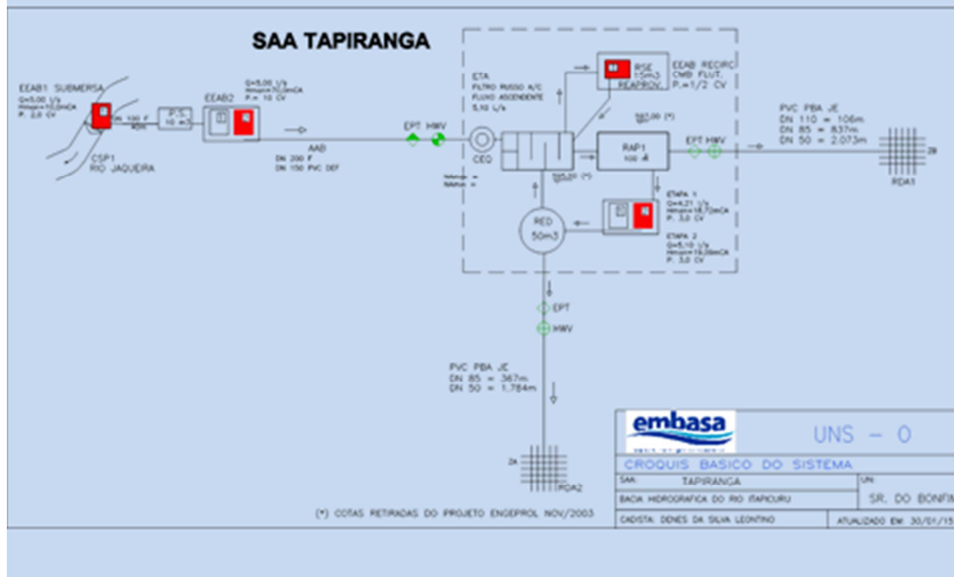 SAA TAPIRANGA
EEAB1 SUBMERSA
Q=5,00 l/s
P. 2,0 CV
DN 100 F
P.S.
10 m3
CSP1
RIO JAQUEIRA
EEAB2
Q=5,00 l/s
P.= 10 CV
AAB
DN 200 F
DN 150 PVC DEF
EPT HWV
ETA
FILTRO RUSSO A/C
FLUXO ASCENDENTE
5,10 L/s
CEQ
RSE
15m3
REAPROV.
EEAB RECIRC
CMB FLUT.
P.=1/2 CV
RAP1
100
EPT HWV
PVC PBA JE
DN 110 = 106m
DN 85 = 837m
DN 50 = 2.073m
RDA1
RED
50m3
ETAPA 1
Q=4,21 l/s
P. 3,0 CV
ETAPA 2
Q=5,10 l/s
P. 3,0 CV
EPT
HWV
PVC PBA JE
DN 85 = 367m
DN 50 = 1.784m
RDA2
(*) COTAS RETIRADAS DO PROJETO ENGEPROL NOV/2003
embasa
UNS - 0
CROQUIS BASICO DO SISTEMA
SAA: TAPIRANGA
UN:
SR. DO BONFIM
BACIA HIDROGRAFICA DO RIO ITAPICURU
CADISTA: DENES DA SILVA LEONTINO
ATUALIZADO EM: 30/01/15